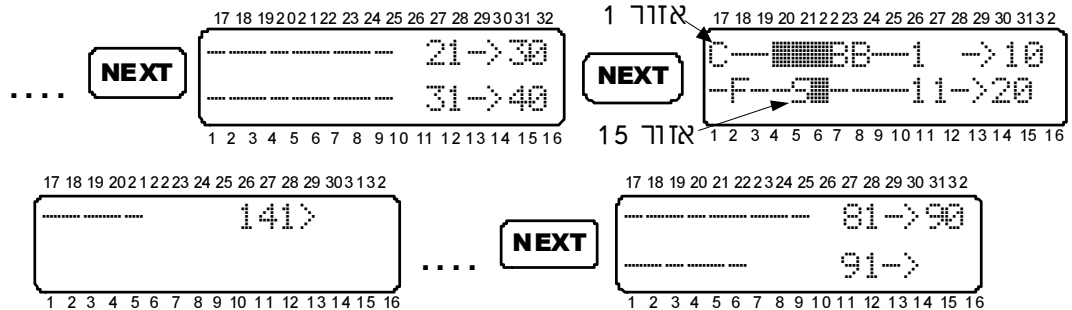 אזור 1
17 18 19 20 21 22 23 24 25 26 27 28 29 30 31 32
C---███BB--1 ->10
-F--S█-----11->20
אזור 15
1 2 3 4 5 6 7 8 9 10 11 12 13 14 15 16
NEXT
17 18 19 20 21 22 23 24 25 26 27 28 29 30 31 32
---------- 21->30
---------- 31->40
1 2 3 4 5 6 7 8 9 10 11 12 13 14 15 16
NEXT
....
17 18 19 20 21 22 23 24 25 26 27 28 29 30 31 32
---------- 81->90
------ 91->
1 2 3 4 5 6 7 8 9 10 11 12 13 14 15 16
NEXT
....
17 18 19 20 21 22 23 24 25 26 27 28 29 30 31 32
----- 141>
1 2 3 4 5 6 7 8 9 10 11 12 13 14 15 16